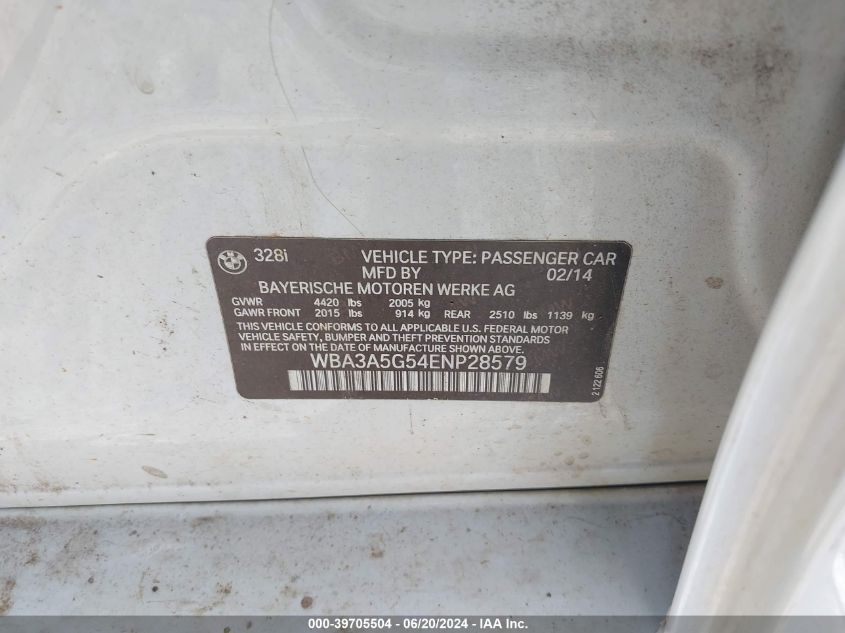 328i VEHICLE TYPE: PASSENGER CAR
MFD BY 02/14
BAYERISCHE MOTOREN WERKE AG
GVWR 4420 lbs 2005 kg
GAWR FRONT 2015 lbs 914 kg REAR 2510 lbs 1139 kg
THIS VEHICLE CONFORMS TO ALL APPLICABLE U.S. FEDERAL MOTOR
VEHICLE SAFETY, BUMPER AND THEFT PREVENTION STANDARDS
IN EFFECT ON THE DATE OF MANUFACTURE SHOWN ABOVE.
WBA3A5G54ENP28579
2 122 606
000-39705504 - 06/20/2024 - IAA Inc.